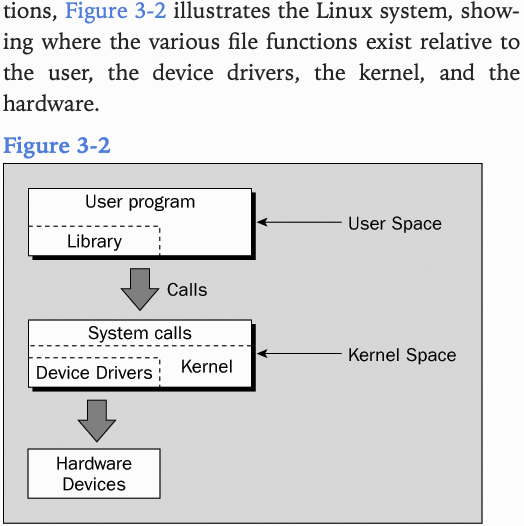 tions, Figure 3-2 illustrates the Linux system, show-
ing where the various file functions exist relative to
the user, the device drivers, the kernel, and the
hardware.
Figure 3-2
User program
Library
User Space
Calls
System calls
Device Drivers
Kernel
Kernel Space
Hardware
Devices